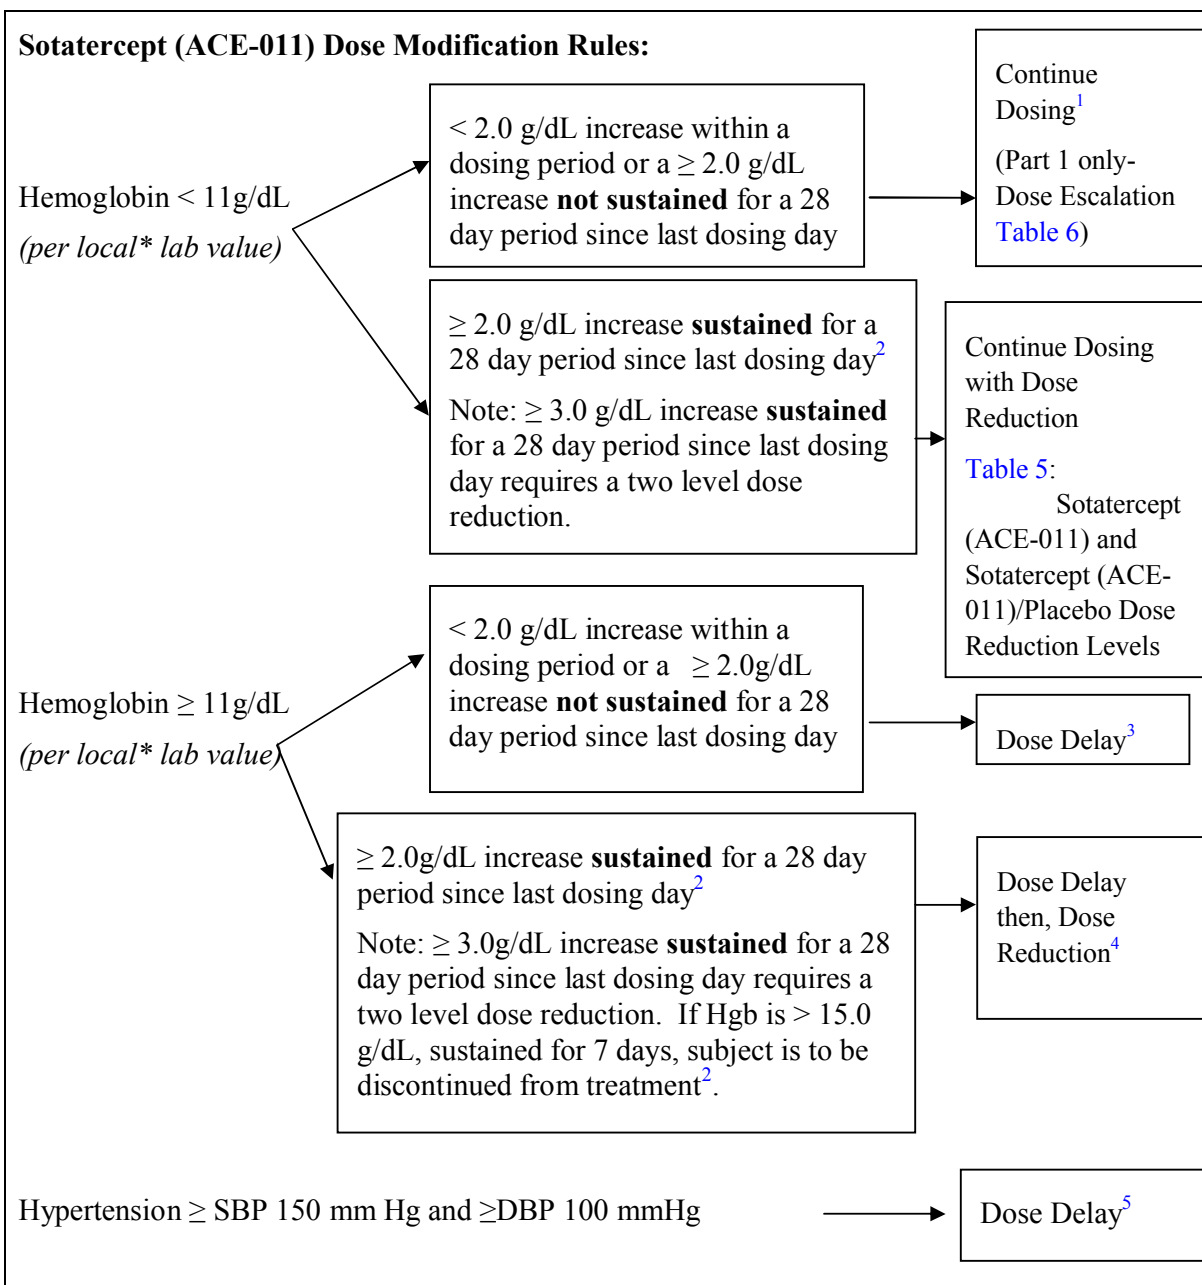 Sotatercept (ACE-011) Dose Modification Rules:
Hemoglobin < 11g/dL
(per local* lab value)
< 2.0 g/dL increase within a
dosing period or a ≥ 2.0 g/dL
increase not sustained for a 28
day period since last dosing day
Continue
Dosing1
(Part 1 only-
Dose Escalation
Table 6)
≥ 2.0 g/dL increase sustained for a
28 day period since last dosing day2
Note: ≥ 3.0 g/dL increase sustained
for a 28 day period since last dosing
day requires a two level dose
reduction.
Continue Dosing
with Dose
Reduction
Table 5:
Sotatercept
(ACE-011) and
Sotatercept (ACE-
011)/Placebo Dose
Reduction Levels
Hemoglobin ≥ 11g/dL
(per local* lab value)
< 2.0 g/dL increase within a
dosing period or a ≥ 2.0g/dL
increase not sustained for a 28
day period since last dosing day
Dose Delay3
≥ 2.0g/dL increase sustained for a 28 day
period since last dosing day2
Note: ≥ 3.0g/dL increase sustained for a 28
day period since last dosing day requires a
two level dose reduction. If Hgb is > 15.0
g/dL, sustained for 7 days, subject is to be
discontinued from treatment2.
Dose Delay
then, Dose
Reduction4
Hypertension ≥ SBP 150 mm Hg and ≥DBP 100 mmHg
Dose Delay5